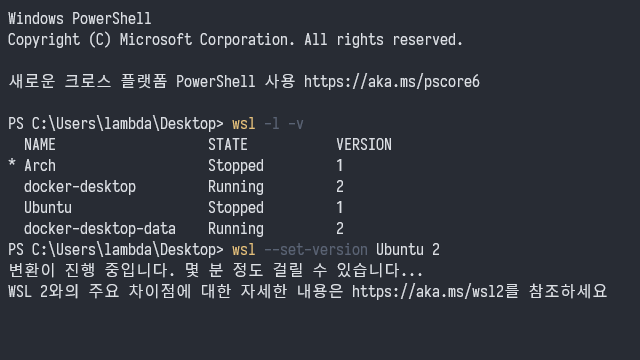 Windows PowerShell
Copyright (C) Microsoft Corporation. All rights reserved.
새로운 크로스 플랫폼 PowerShell 사용 https://aka.ms/pscore6
PS C:\Users\lambda\Desktop> wsl -l -v
  NAME                   STATE           VERSION
* Arch                   Stopped         1
  docker-desktop         Running         2
  Ubuntu                 Stopped         1
  docker-desktop-data    Running         2
PS C:\Users\lambda\Desktop> wsl --set-version Ubuntu 2
변환이 진행 중입니다. 몇 분 정도 걸릴 수 있습니다...
WSL 2와의 주요 차이점에 대한 자세한 내용은 https://aka.ms/wsl2를 참조하세요